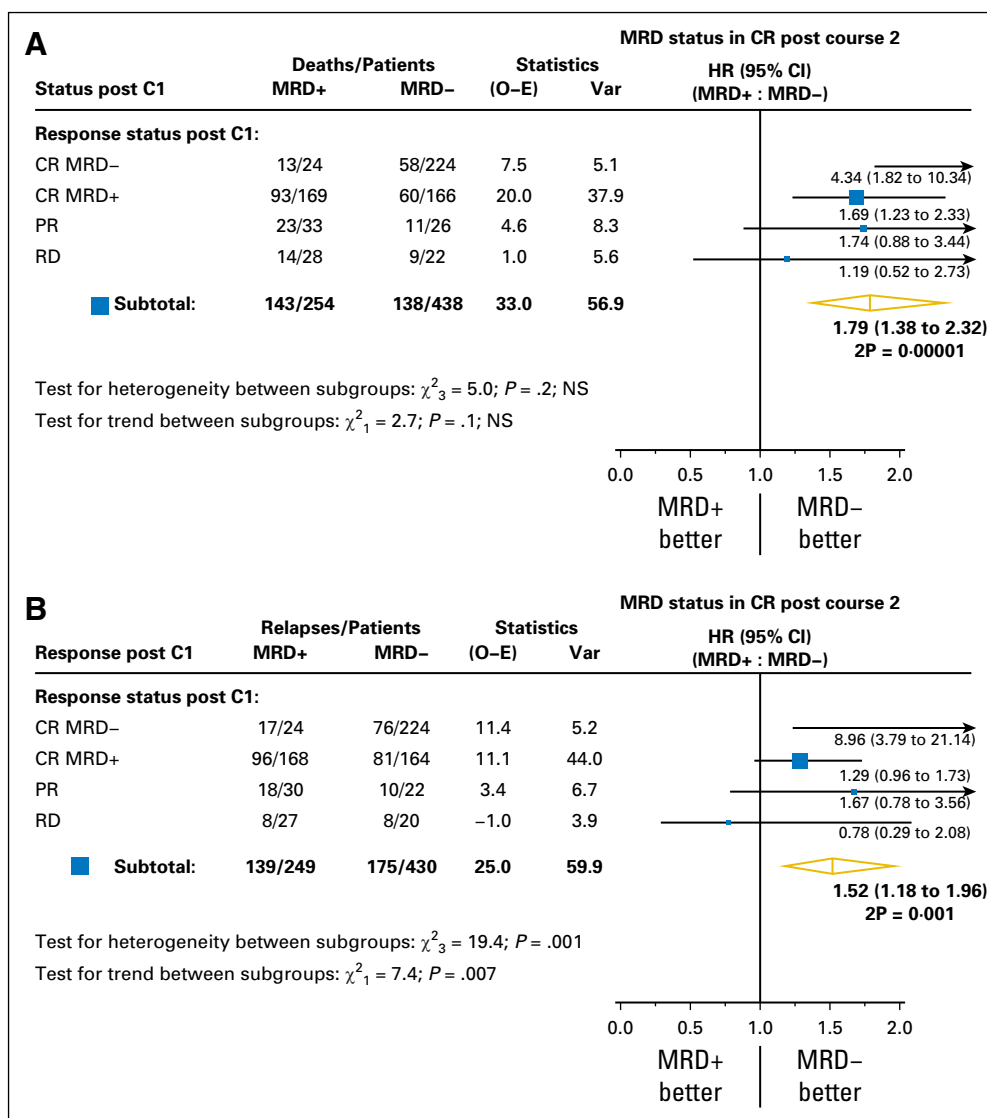 A
MRD status in CR post course 2
Deaths/Patients Statistics HR (95% CI)
Status post C1 MRD+ MRD− (O–E) Var (MRD+ : MRD−)
Response status post C1:
CR MRD− 13/24 58/224 7.5 5.1
4.34 (1.82 to 10.34)
CR MRD+ 93/169 60/166 20.0 37.9
1.69 (1.23 to 2.33)
PR 23/33 11/26 4.6 8.3
1.74 (0.88 to 3.44)
RD 14/28 9/22 1.0 5.6
1.19 (0.52 to 2.73)
Subtotal: 143/254 138/438 33.0 56.9
1.79 (1.38 to 2.32)
2P = 0·00001
Test for heterogeneity between subgroups: χ²₃ = 5.0; P = .2; NS
Test for trend between subgroups: χ²₁ = 2.7; P = .1; NS
0.0 0.5 1.0 1.5 2.0
MRD+ MRD−
better better
B
MRD status in CR post course 2
Relapses/Patients Statistics HR (95% CI)
Response post C1 MRD+ MRD− (O–E) Var (MRD+ : MRD−)
Response status post C1:
CR MRD− 17/24 76/224 11.4 5.2
8.96 (3.79 to 21.14)
CR MRD+ 96/168 81/164 11.1 44.0
1.29 (0.96 to 1.73)
PR 18/30 10/22 3.4 6.7
1.67 (0.78 to 3.56)
RD 8/27 8/20 −1.0 3.9
0.78 (0.29 to 2.08)
Subtotal: 139/249 175/430 25.0 59.9
1.52 (1.18 to 1.96)
2P = 0·001
Test for heterogeneity between subgroups: χ²₃ = 19.4; P = .001
Test for trend between subgroups: χ²₁ = 7.4; P = .007
0.0 0.5 1.0 1.5 2.0
MRD+ MRD−
better better